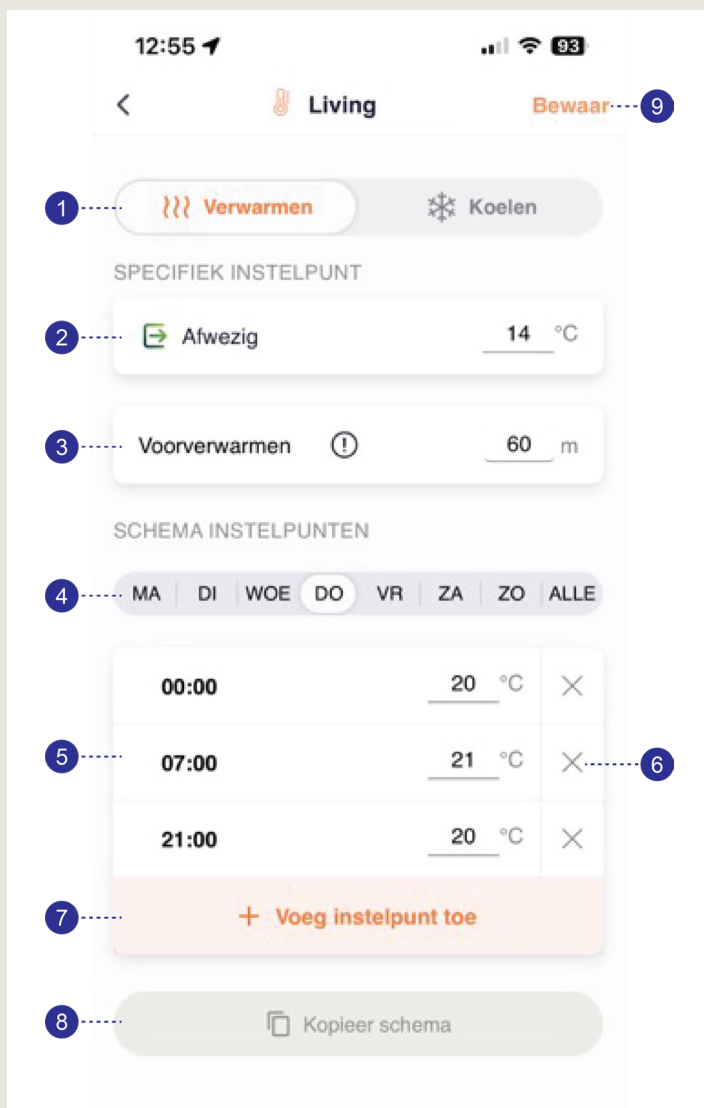 12:55 93
Living Bewaar 9
1 Verwarmen Koelen
SPECIFIEK INSTELPUNT
2 Afwezig 14 °C
3 Voorverwarmen 60 m
SCHEMA INSTELPUNTEN
4 MA DI WOE DO VR ZA ZO ALLE
00:00 20 °C
5 07:00 21 °C 6
21:00 20 °C
7 + Voeg instelpunt toe
8 Kopieer schema